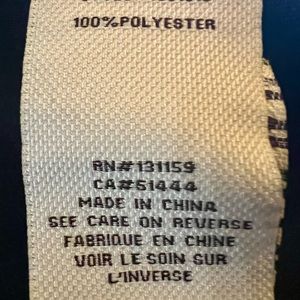 100%POLYESTER
RN#131159
CA#51444
MADE IN CHINA
SEE CARE ON REVERSE
FABRIQUE EN CHINE
VOIR LE SOIN SUR
L'INVERSE